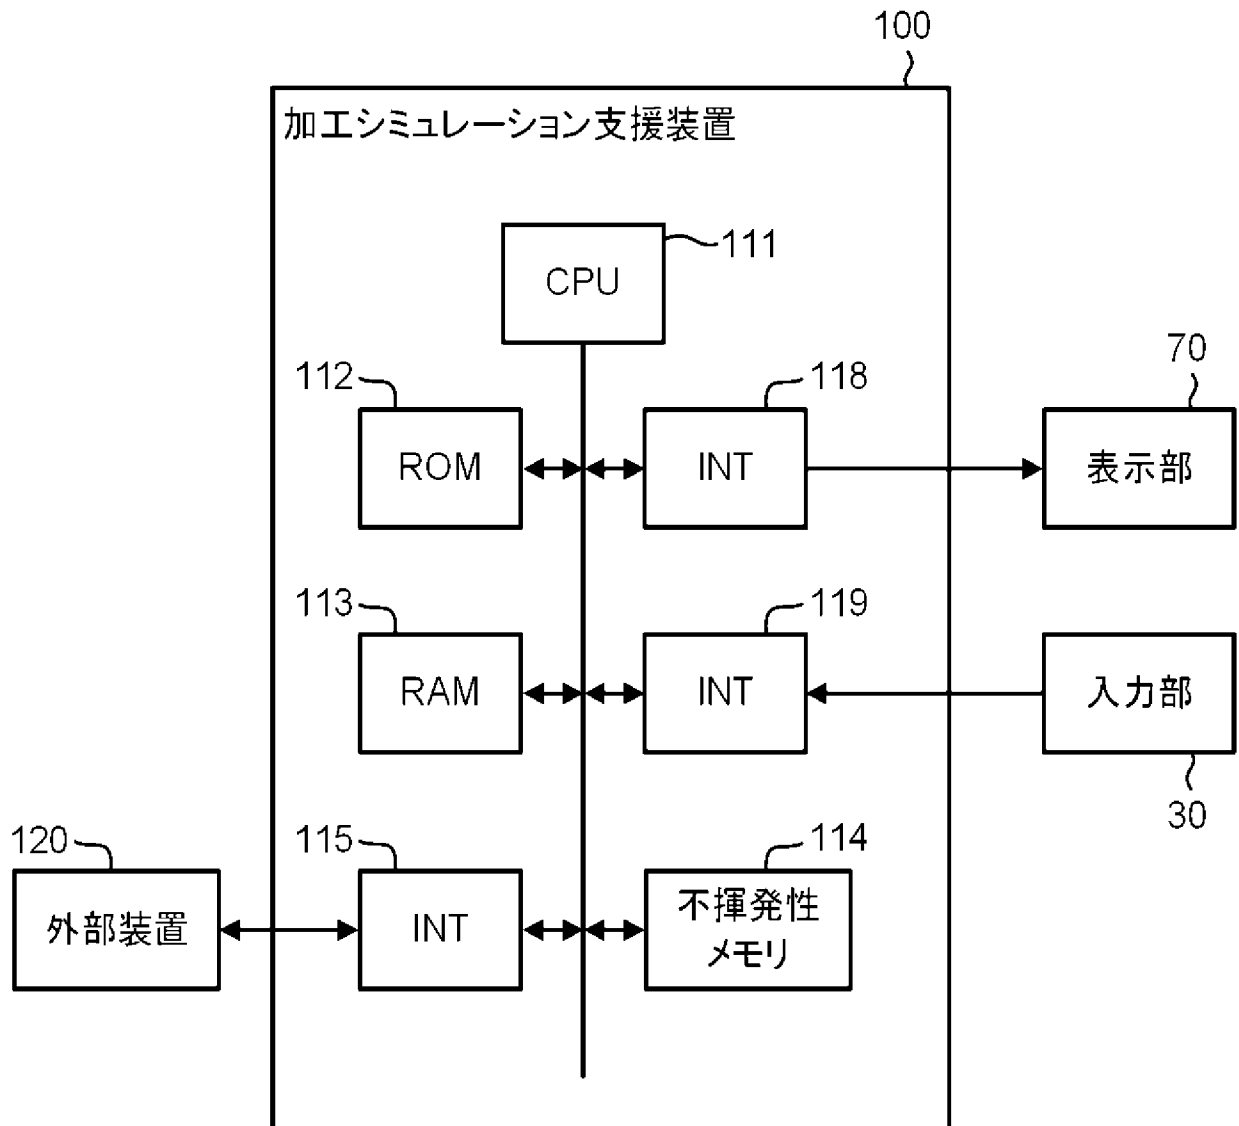 100
加工シミュレーション支援装置
111
CPU
112
118
70
ROM
INT
表示部
113
119
RAM
INT
入力部
30
120
115
114
外部装置
INT
不揮発性
メモリ